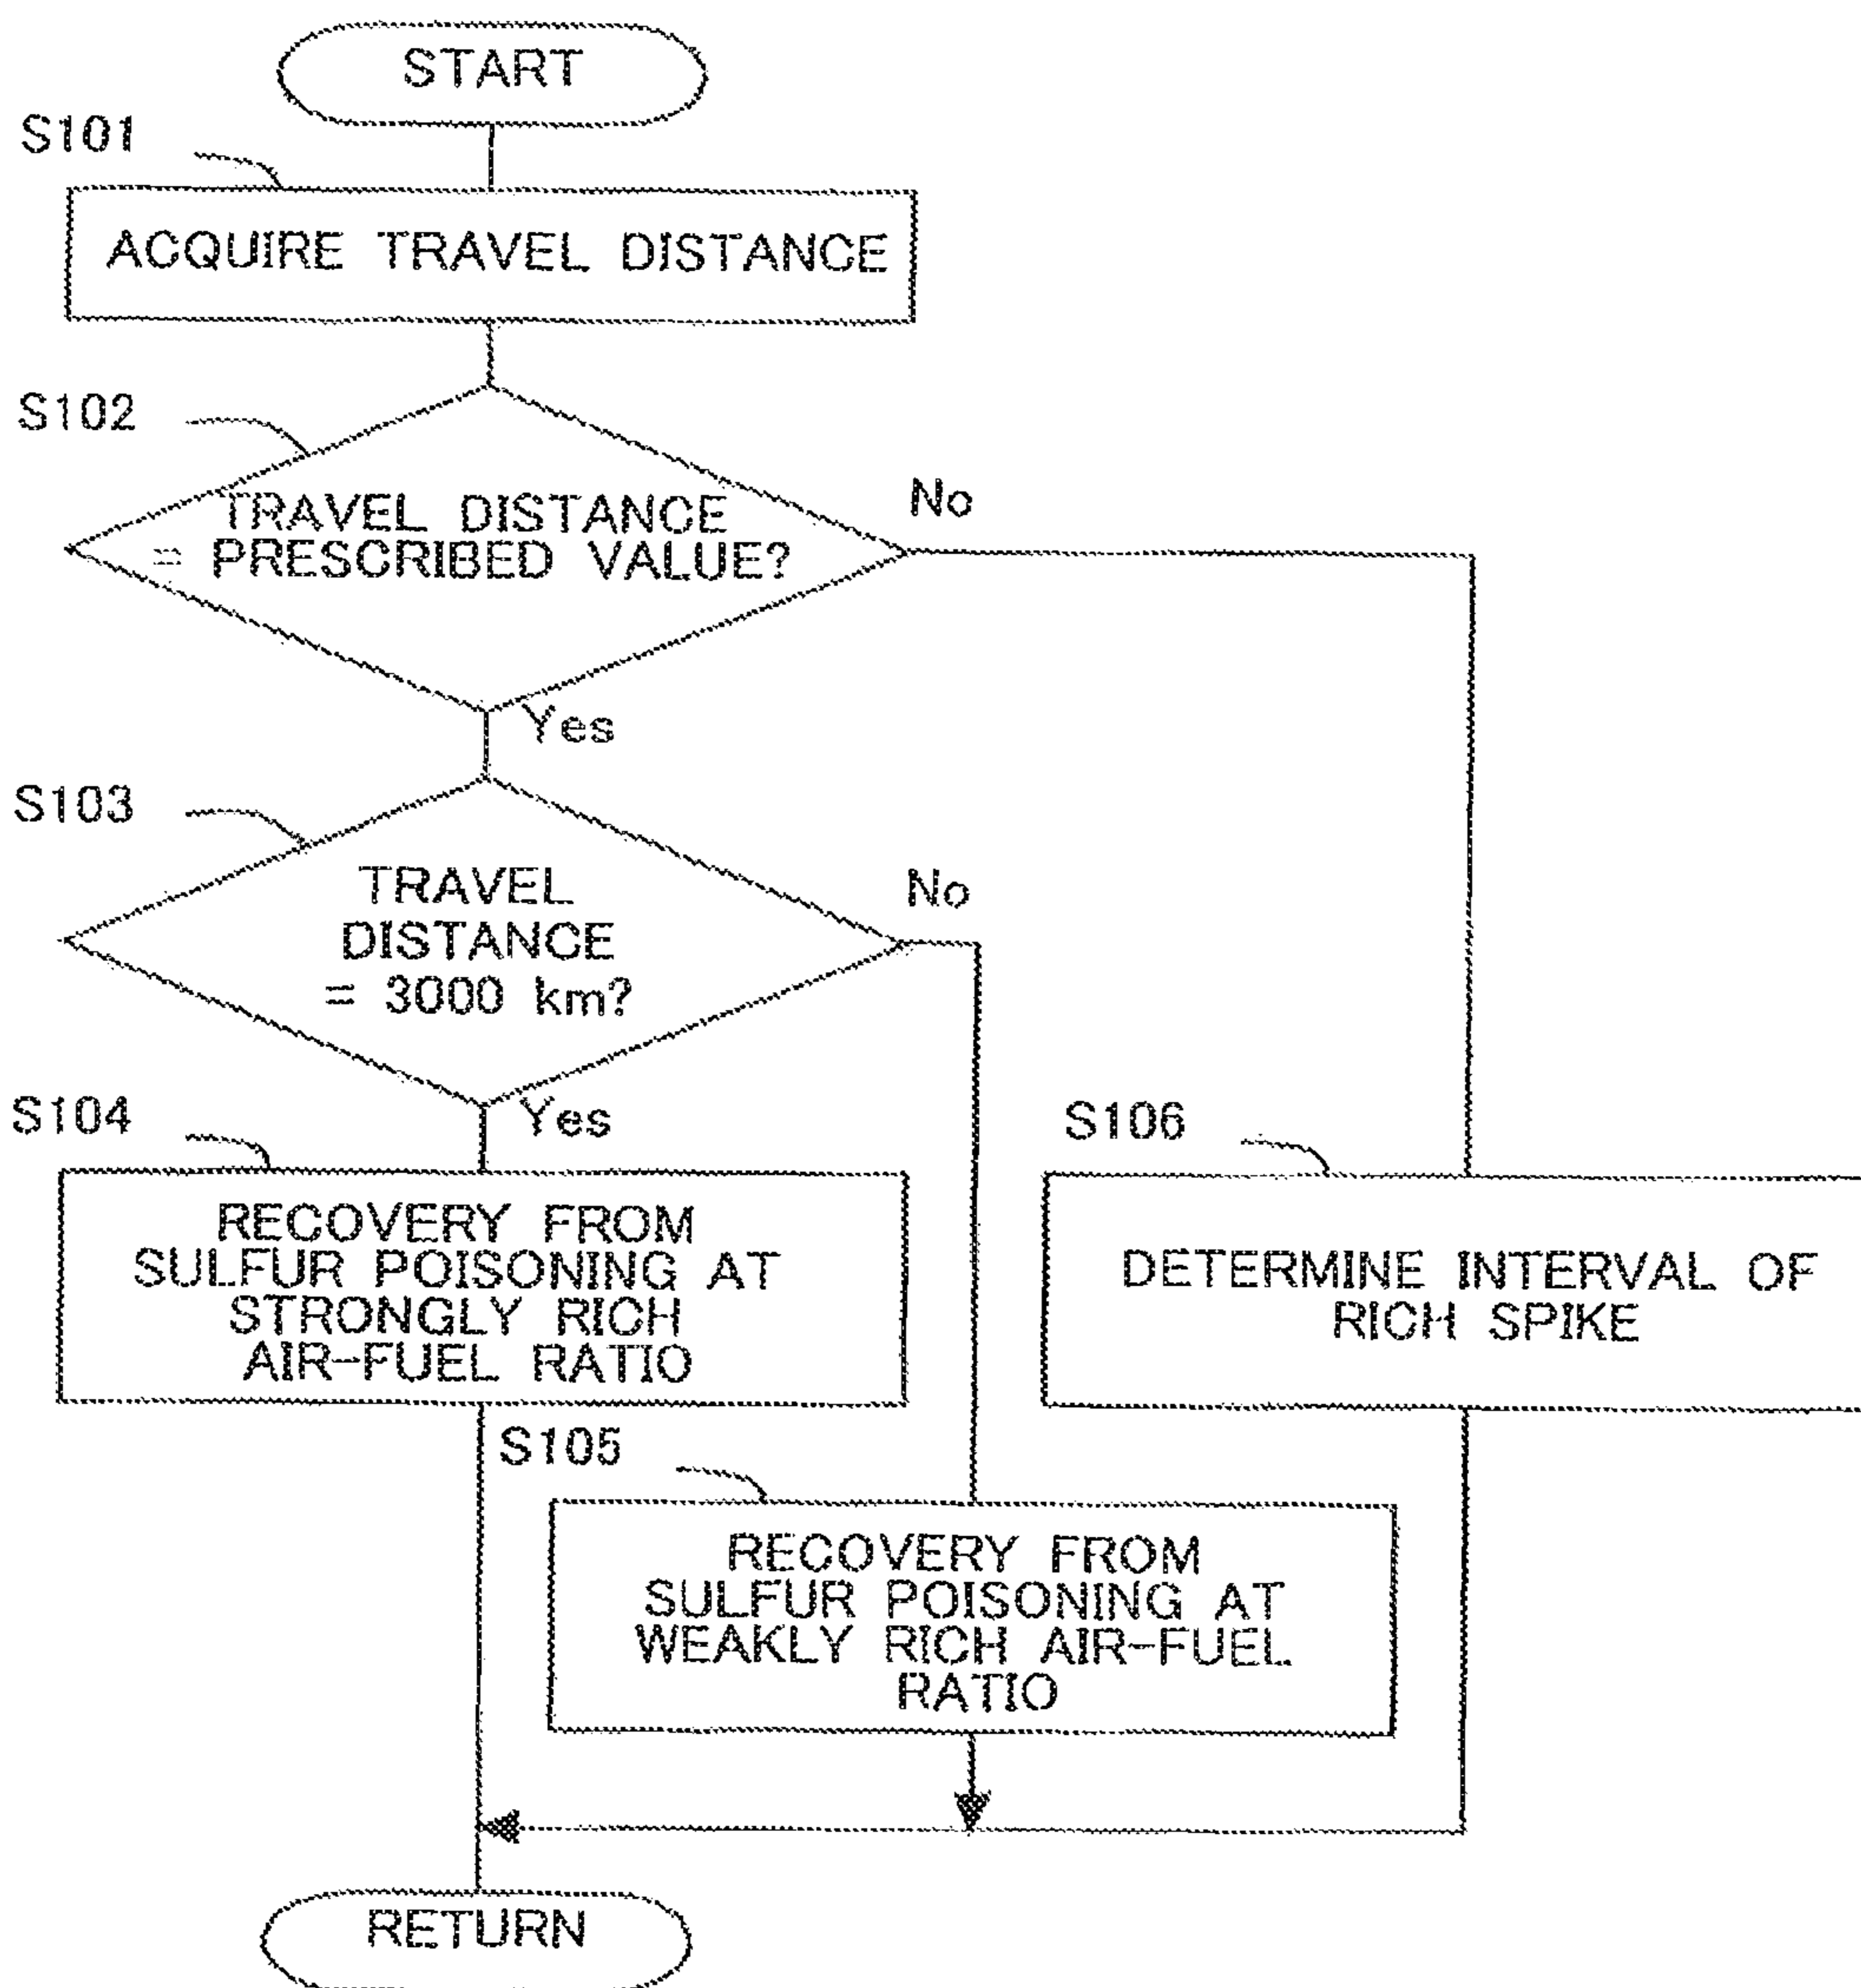 START
S101
ACQUIRE TRAVEL DISTANCE
S102
TRAVEL DISTANCE
= PRESCRIBED VALUE?
No
Yes
S103
TRAVEL
DISTANCE
= 3000 km?
No
Yes
S104
RECOVERY FROM
SULFUR POISONING AT
STRONGLY RICH
AIR-FUEL RATIO
S106
DETERMINE INTERVAL OF
RICH SPIKE
S105
RECOVERY FROM
SULFUR POISONING AT
WEAKLY RICH AIR-FUEL
RATIO
RETURN